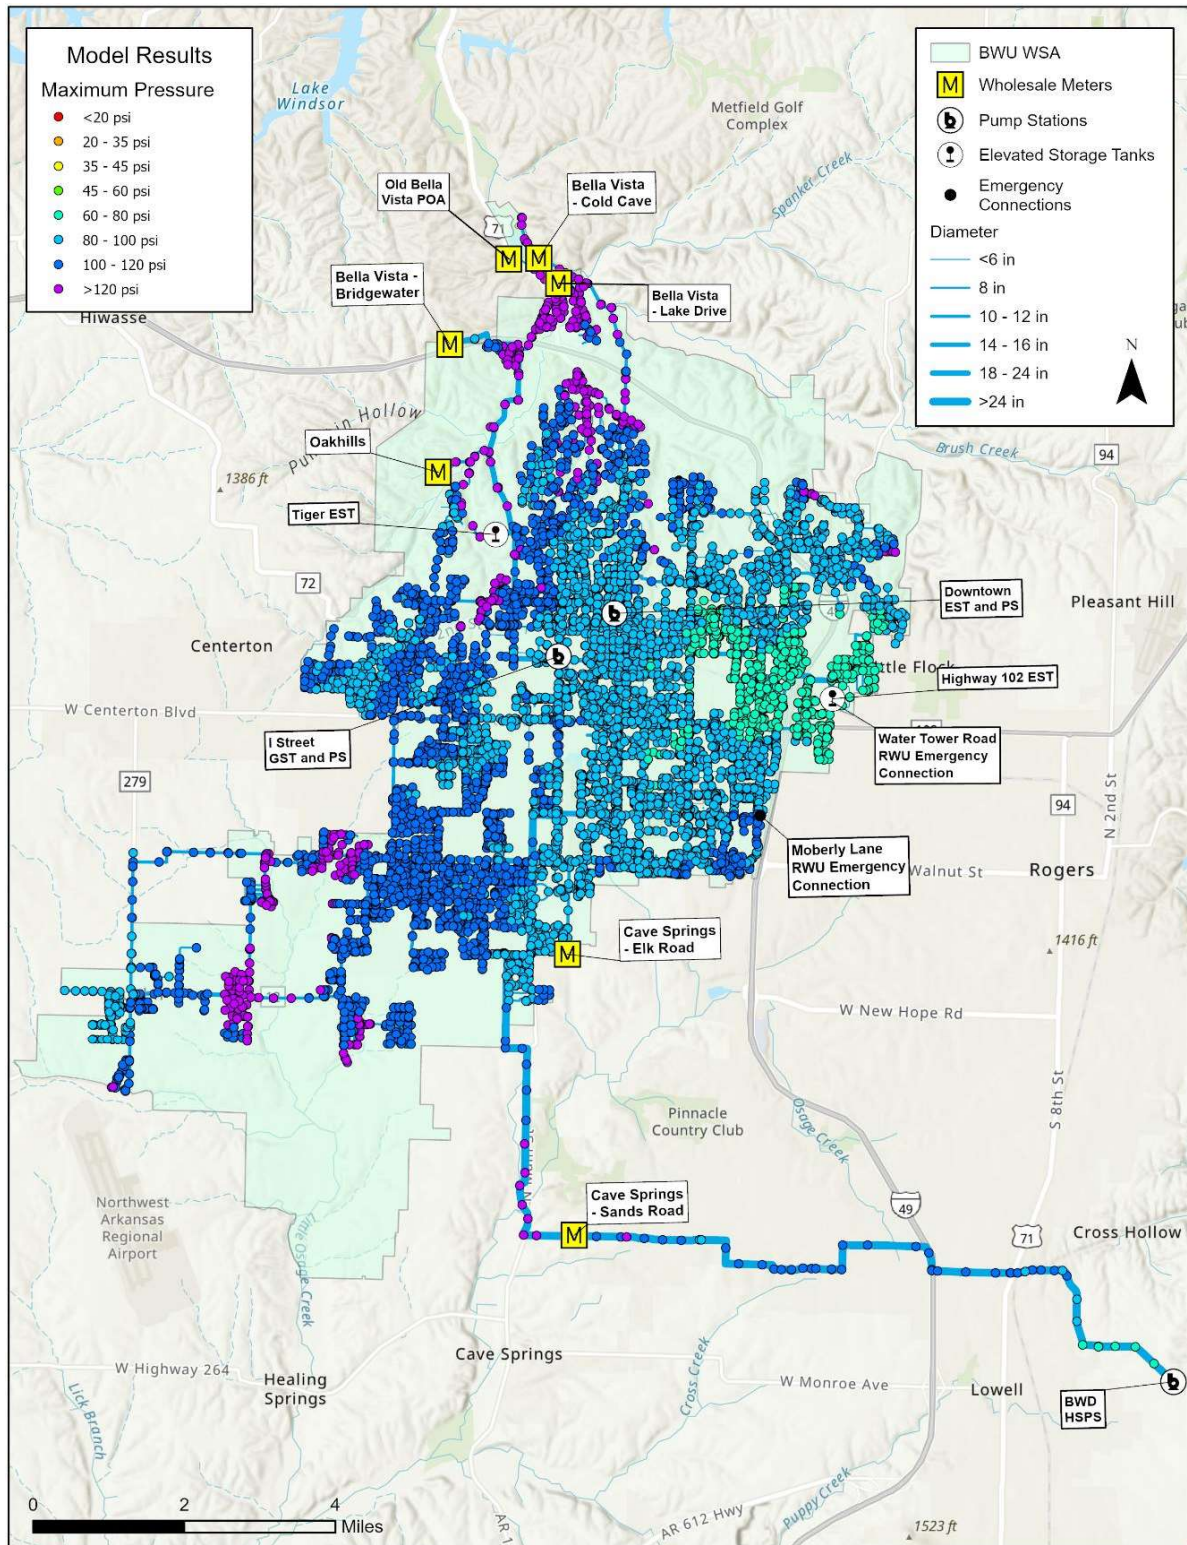 Model Results
Maximum Pressure
<20 psi
20 - 35 psi
35 - 45 psi
45 - 60 psi
60 - 80 psi
80 - 100 psi
100 - 120 psi
>120 psi
BWU WSA
M
Wholesale Meters
Pump Stations
Elevated Storage Tanks
Emergency
Connections
Diameter
<6 in
8 in
10 - 12 in
14 - 16 in
18 - 24 in
>24 in
N
Lake
Windsor
Metfield Golf
Complex
Spanker Creek
Old Bella
Vista POA
Bella Vista
- Cold Cave
71
M
M
M
Bella Vista -
Bridgewater
Bella Vista
- Lake Drive
Hiwasse
M
Hollow
Brush Creek
94
Oakhills
M
1386 ft
Tiger EST
72
Downtown
EST and PS
Pleasant Hill
Centerton
Highway 102 EST
W Centerton Blvd
I Street
GST and PS
Water Tower Road
RWU Emergency
Connection
279
94
N 2nd St
Moberly Lane
RWU Emergency
Connection
Walnut St
Rogers
Cave Springs
- Elk Road
M
1416 ft
W New Hope Rd
S 8th St
Osage Creek
Pinnacle
Country Club
Northwest
Arkansas
Regional
Airport
Little Osage Creek
Cave Springs
- Sands Road
M
49
71
Cross Hollow
W Highway 264
Healing
Springs
Cave Springs
Cross Creek
W Monroe Ave
Lowell
BWD
HSPS
Lick Branch
Puppy Creek
AR 612 Hwy
1523 ft
AR 1
0
2
4
Miles